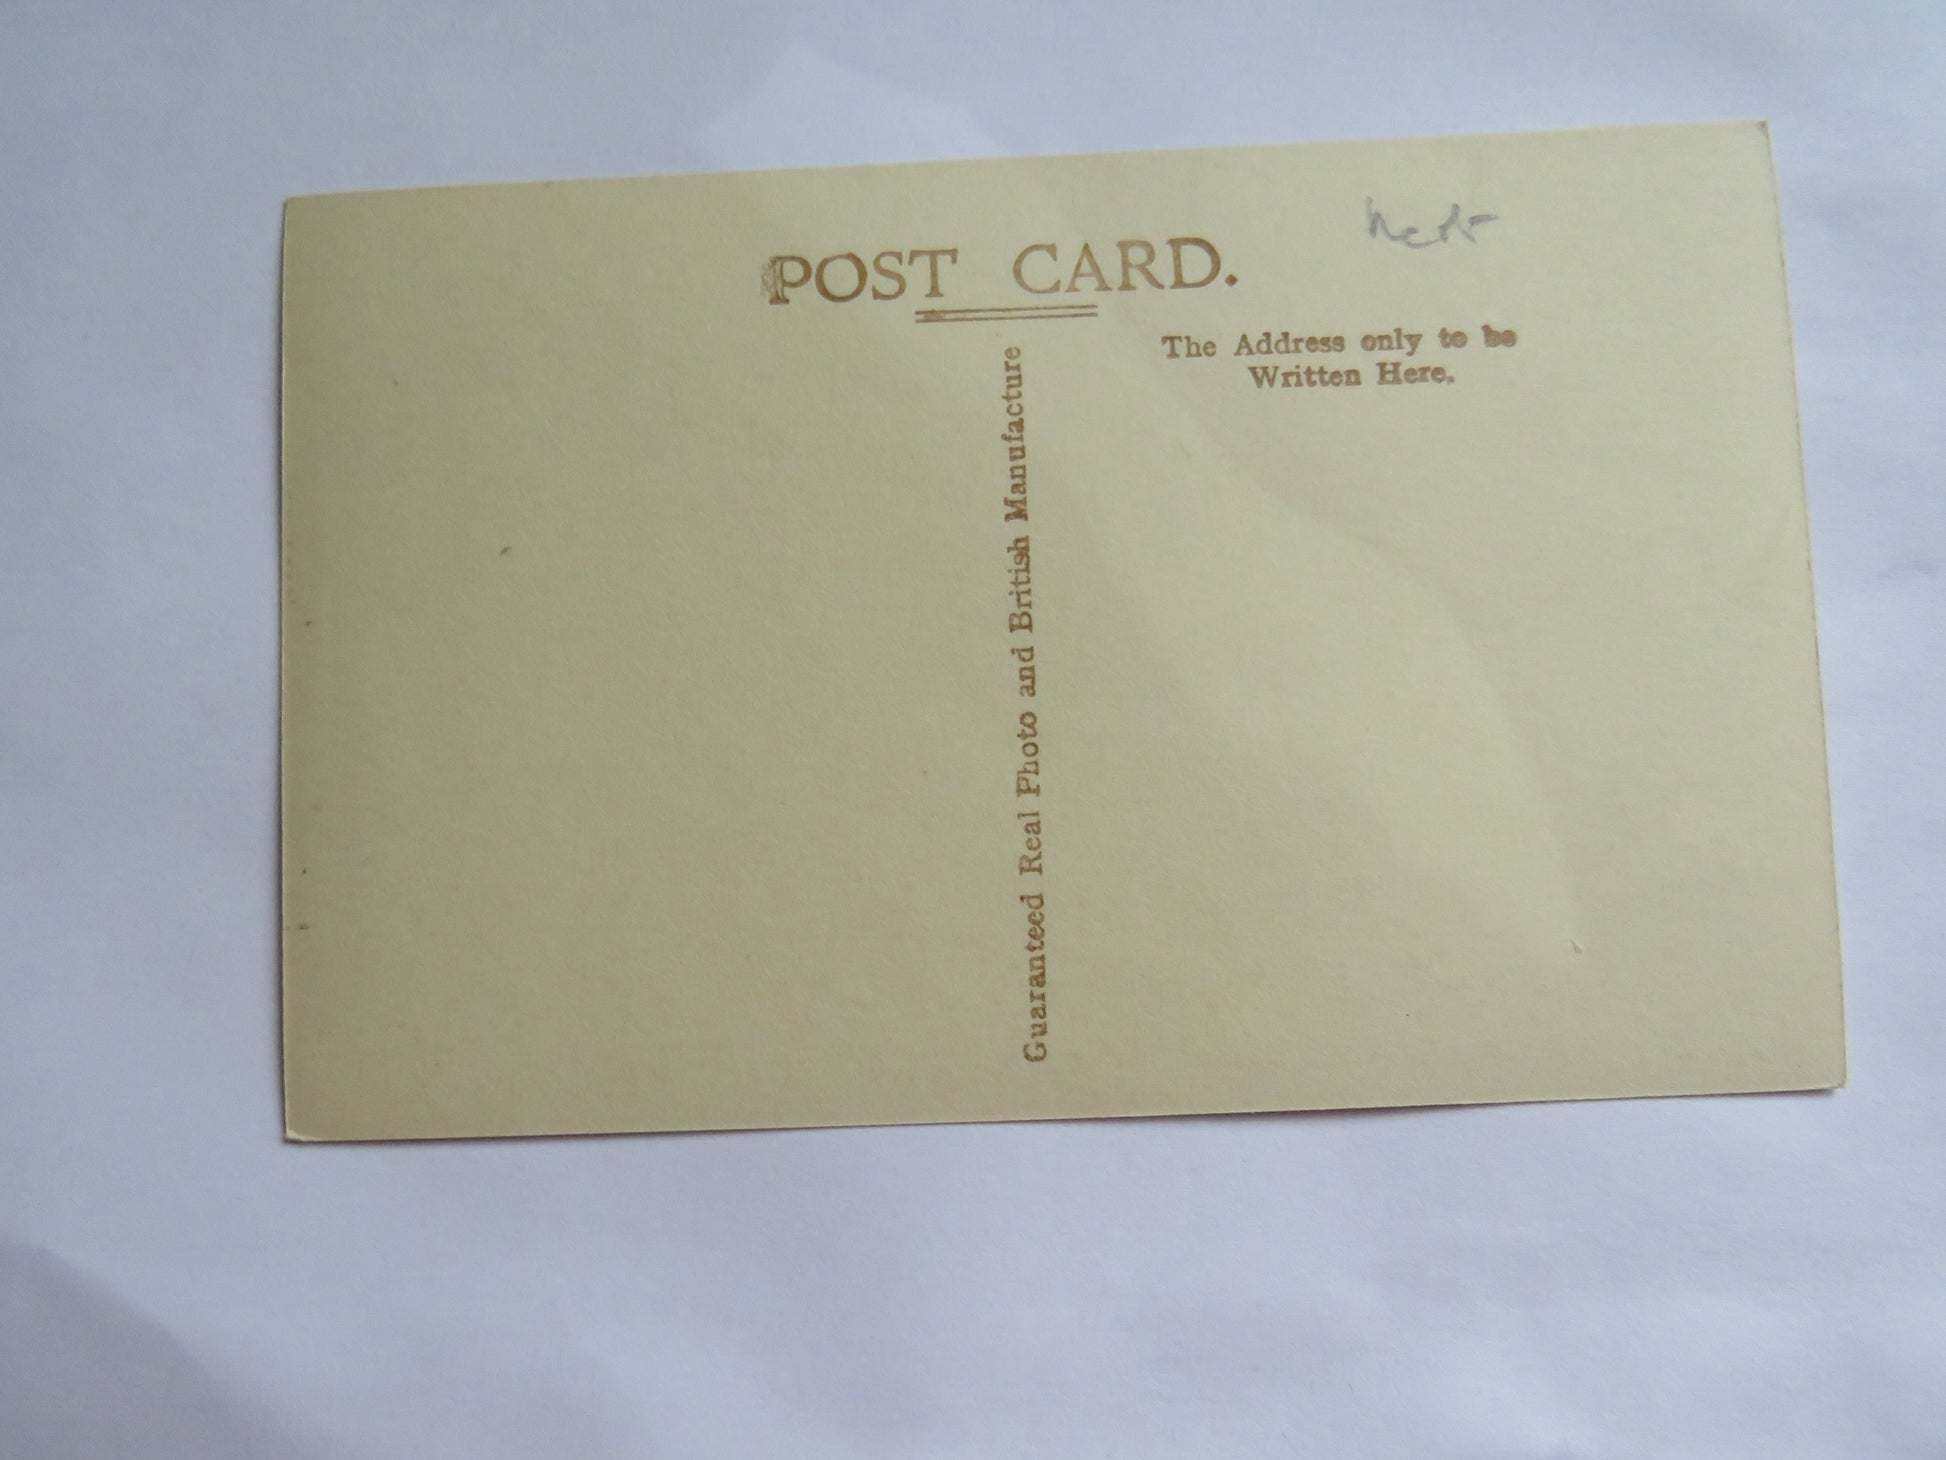 POST CARD.
The Address only to be
Written Here.
Guaranteed Real Photo and British Manufacture